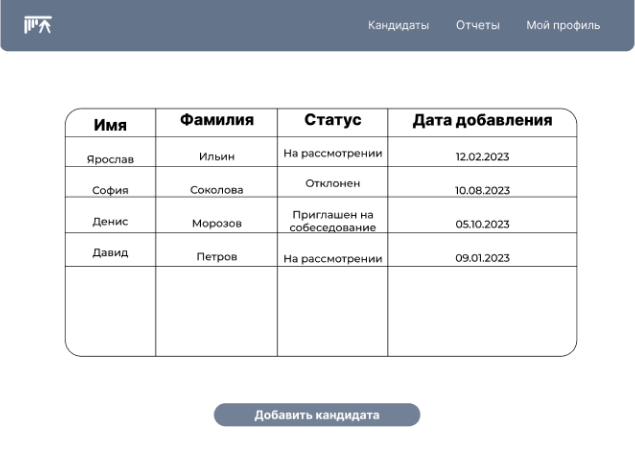 Кандидаты Отчеты Мой профиль
Имя Фамилия Статус Дата добавления
Ярослав Ильин На рассмотрении 12.02.2023
София Соколова Отклонен 10.08.2023
Денис Морозов Приглашен на
собеседование 05.10.2023
Давид Петров На рассмотрении 09.01.2023
Добавить кандидата